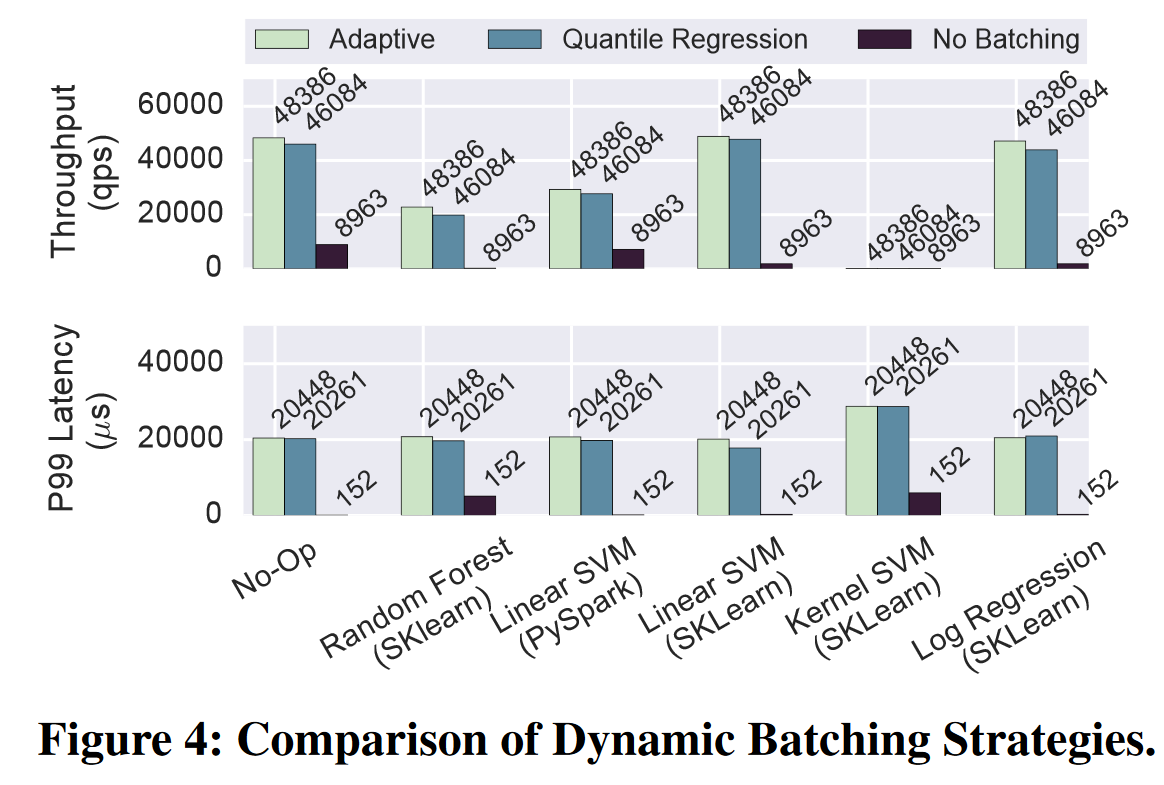 Adaptive Quantile Regression No Batching
Throughput
(qps)
60000
40000
20000
0
48386 46084 8963
48386 46084 8963
48386 46084 8963
48386 46084 8963
48386 46084 8963
48386 46084 8963
P99 Latency
(μs)
40000
20000
0
20448 20261 152
20448 20261 152
20448 20261 152
20448 20261 152
20448 20261 152
20448 20261 152
No-Op
Random Forest
(SKlearn)
Linear SVM
(PySpark)
Linear SVM
(SKLearn)
Kernel SVM
(SKLearn)
Log Regression
(SKLearn)
Figure 4: Comparison of Dynamic Batching Strategies.